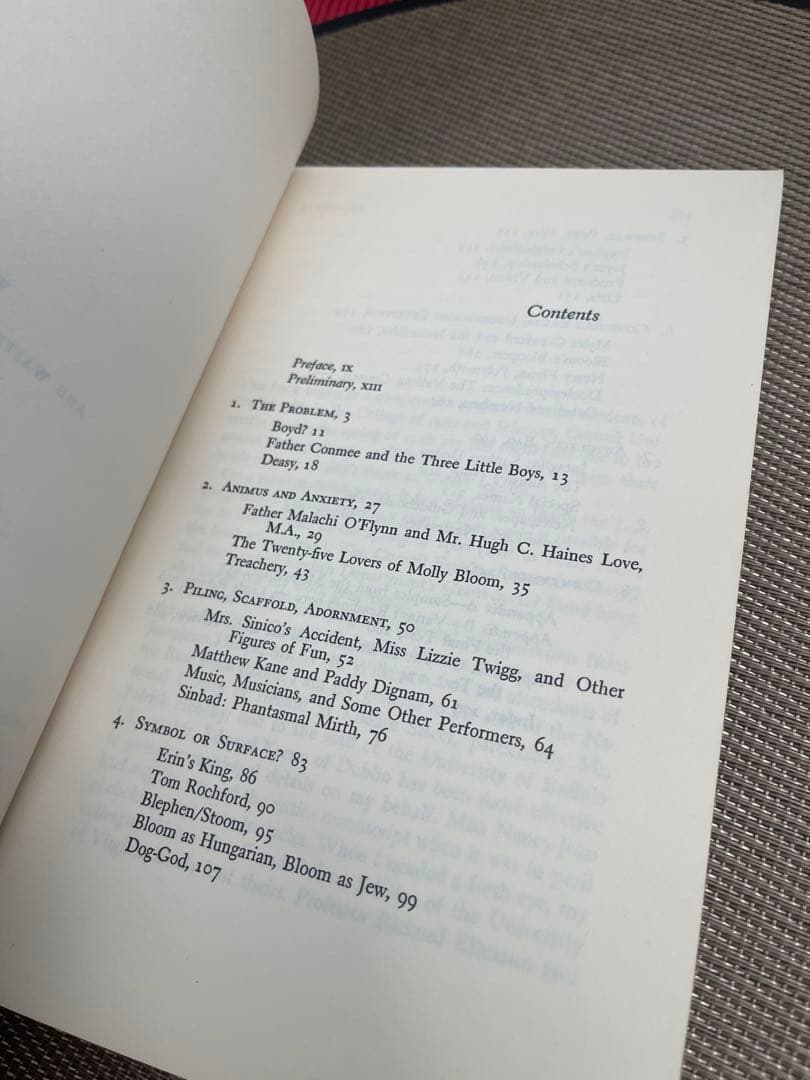 Contents
Preface, IX
Preliminary, XIII
1. THE PROBLEM, 3
Boyd? 11
Father Conmee and the Three Little Boys, 13
Deasy, 18
2. ANIMUS AND ANXIETY, 27
Father Malachi O'Flynn and Mr. Hugh C. Haines Love,
M.A., 29
The Twenty-five Lovers of Molly Bloom, 35
Treachery, 43
3. PILING, SCAFFOLD, ADORNMENT, 50
Mrs. Sinico's Accident, Miss Lizzie Twigg, and Other
Figures of Fun, 52
Matthew Kane and Paddy Dignam, 61
Music, Musicians, and Some Other Performers, 64
Sinbad: Phantasmal Mirth, 76
4. SYMBOL OR SURFACE? 83
Erin's King, 86
Tom Rochford, 90
Blephen/Stoom, 95
Bloom as Hungarian, Bloom as Jew, 99
Dog-God, 107